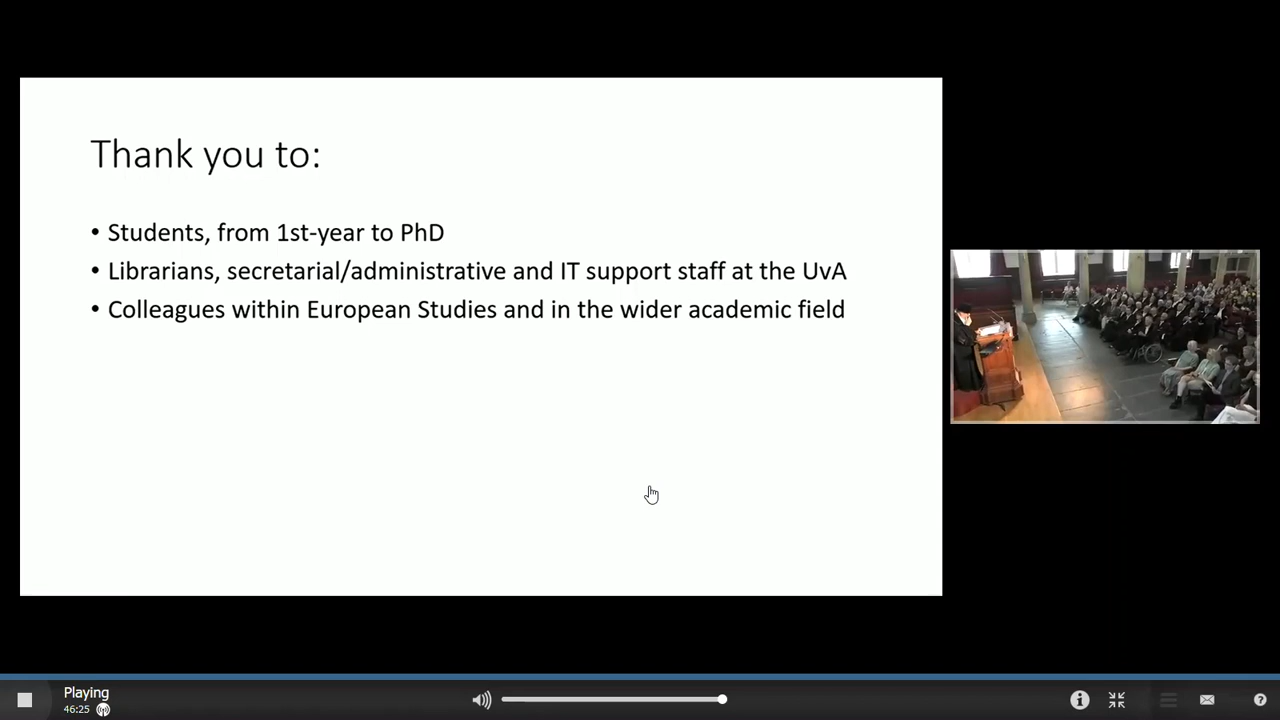 Thank you to:
• Students, from 1st-year to PhD
• Librarians, secretarial/administrative and IT support staff at the UvA
• Colleagues within European Studies and in the wider academic field
Playing
46:25